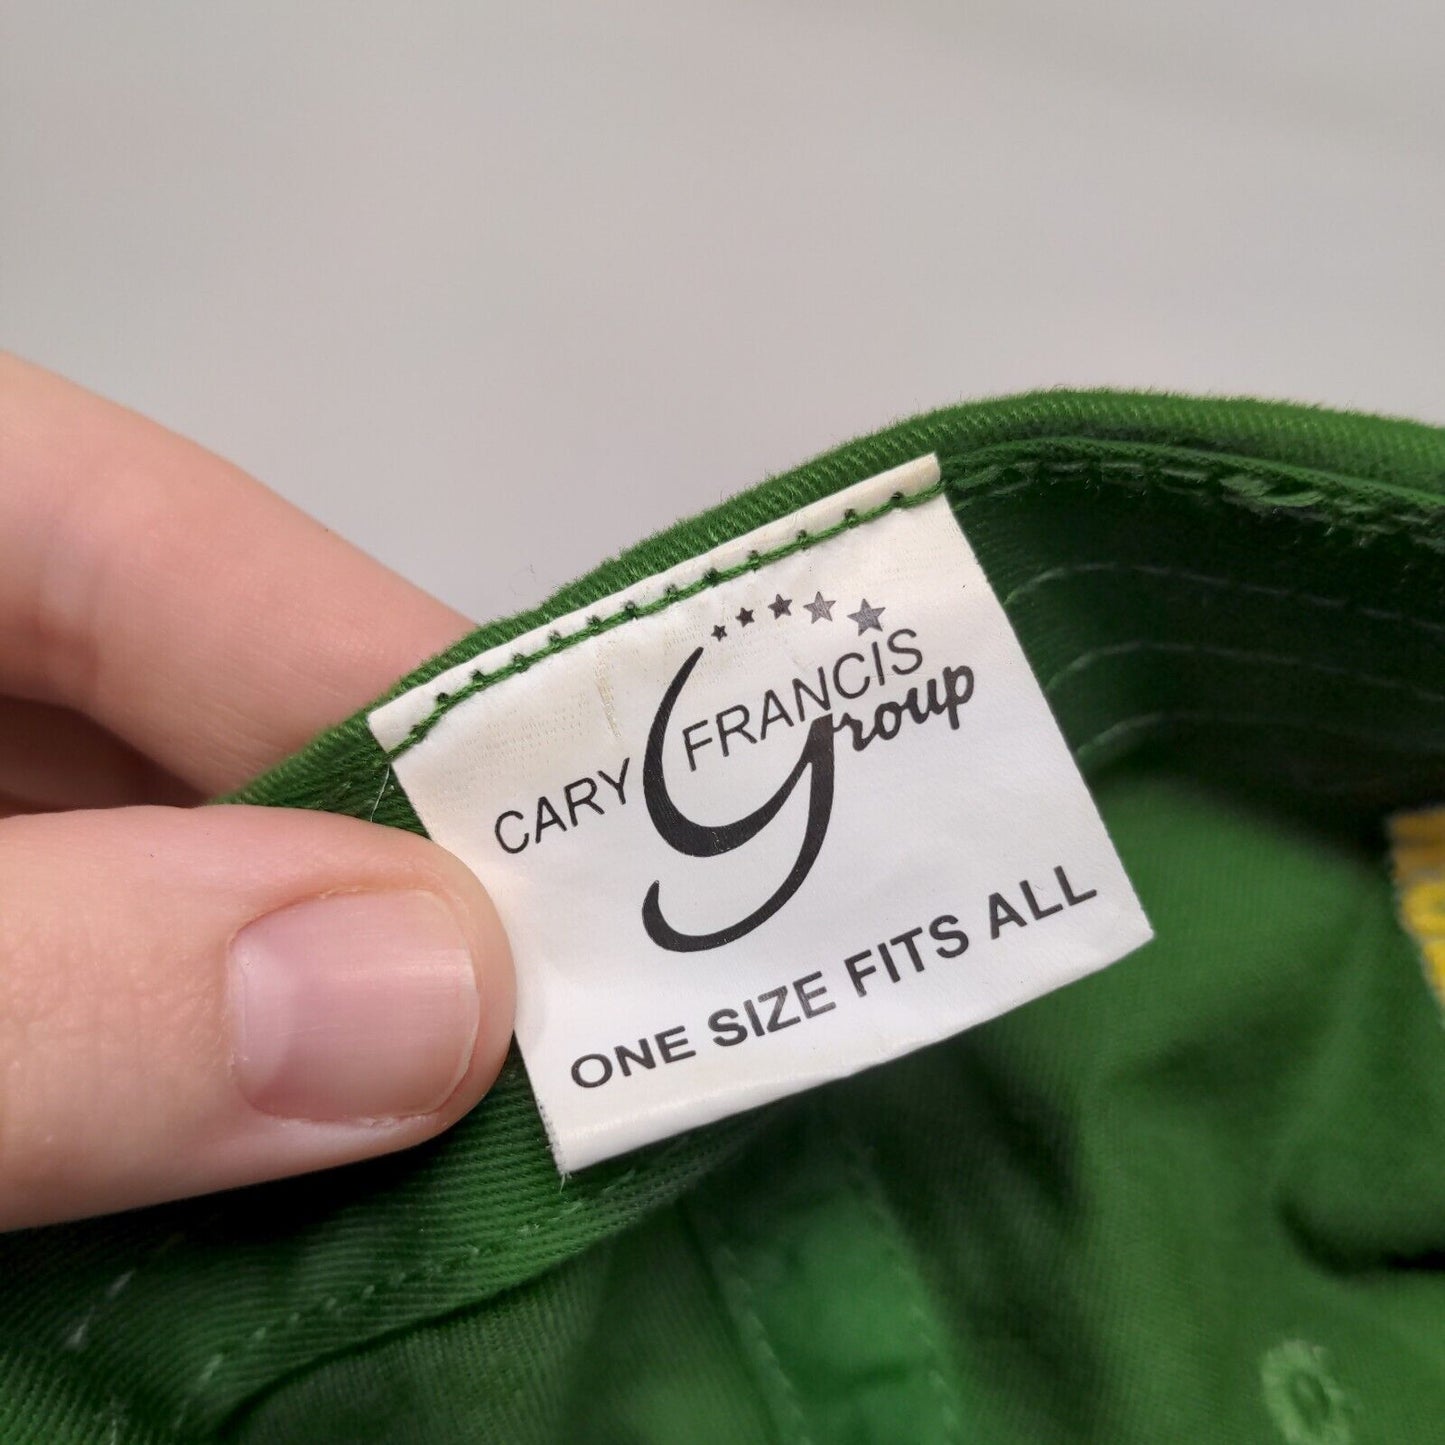 CARY FRANCIS
group
ONE SIZE FITS ALL